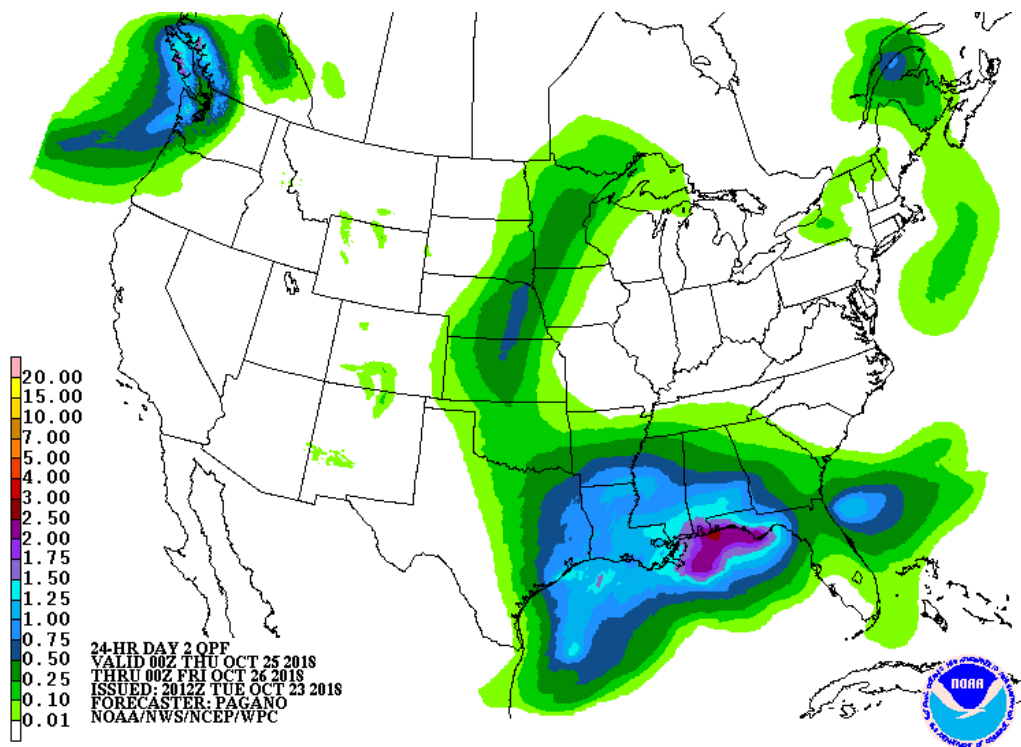 20.00
15.00
10.00
7.00
5.00
4.00
3.00
2.50
2.00
1.75
1.50
1.25
1.00
0.75
0.50
0.25
0.10
0.01
24-HR DAY 2 QPF
VALID 00Z THU OCT 25 2018
THRU 00Z FRI OCT 26 2018
ISSUED: 2012Z TUE OCT 23 2018
FORECASTER: PAGANO
NOAA/NWS/NCEP/WPC
NOAA